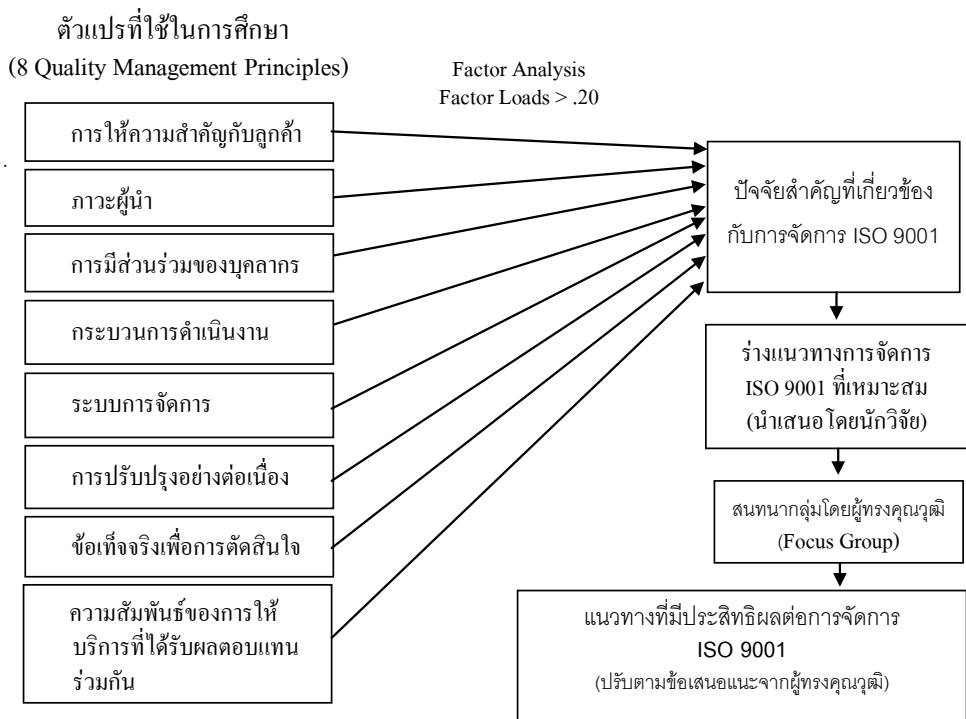 ตัวแปรที่ใช้ในการศึกษา
(8 Quality Management Principles)
Factor Analysis
Factor Loads > .20
การให้ความสำคัญกับลูกค้า
ภาวะผู้นำ
การมีส่วนร่วมของบุคลากร
กระบวนการดำเนินงาน
ระบบการจัดการ
การปรับปรุงอย่างต่อเนื่อง
ข้อเท็จจริงเพื่อการตัดสินใจ
ความสัมพันธ์ของการให้
บริการที่ได้รับผลตอบแทน
ร่วมกัน
ปัจจัยสำคัญที่เกี่ยวข้อง
กับการจัดการ ISO 9001
ร่างแนวทางการจัดการ
ISO 9001 ที่เหมาะสม
(นำเสนอโดยนักวิจัย)
สนทนากลุ่มโดยผู้ทรงคุณวุฒิ
(Focus Group)
แนวทางที่มีประสิทธิผลต่อการจัดการ
ISO 9001
(ปรับตามข้อเสนอแนะจากผู้ทรงคุณวุฒิ)